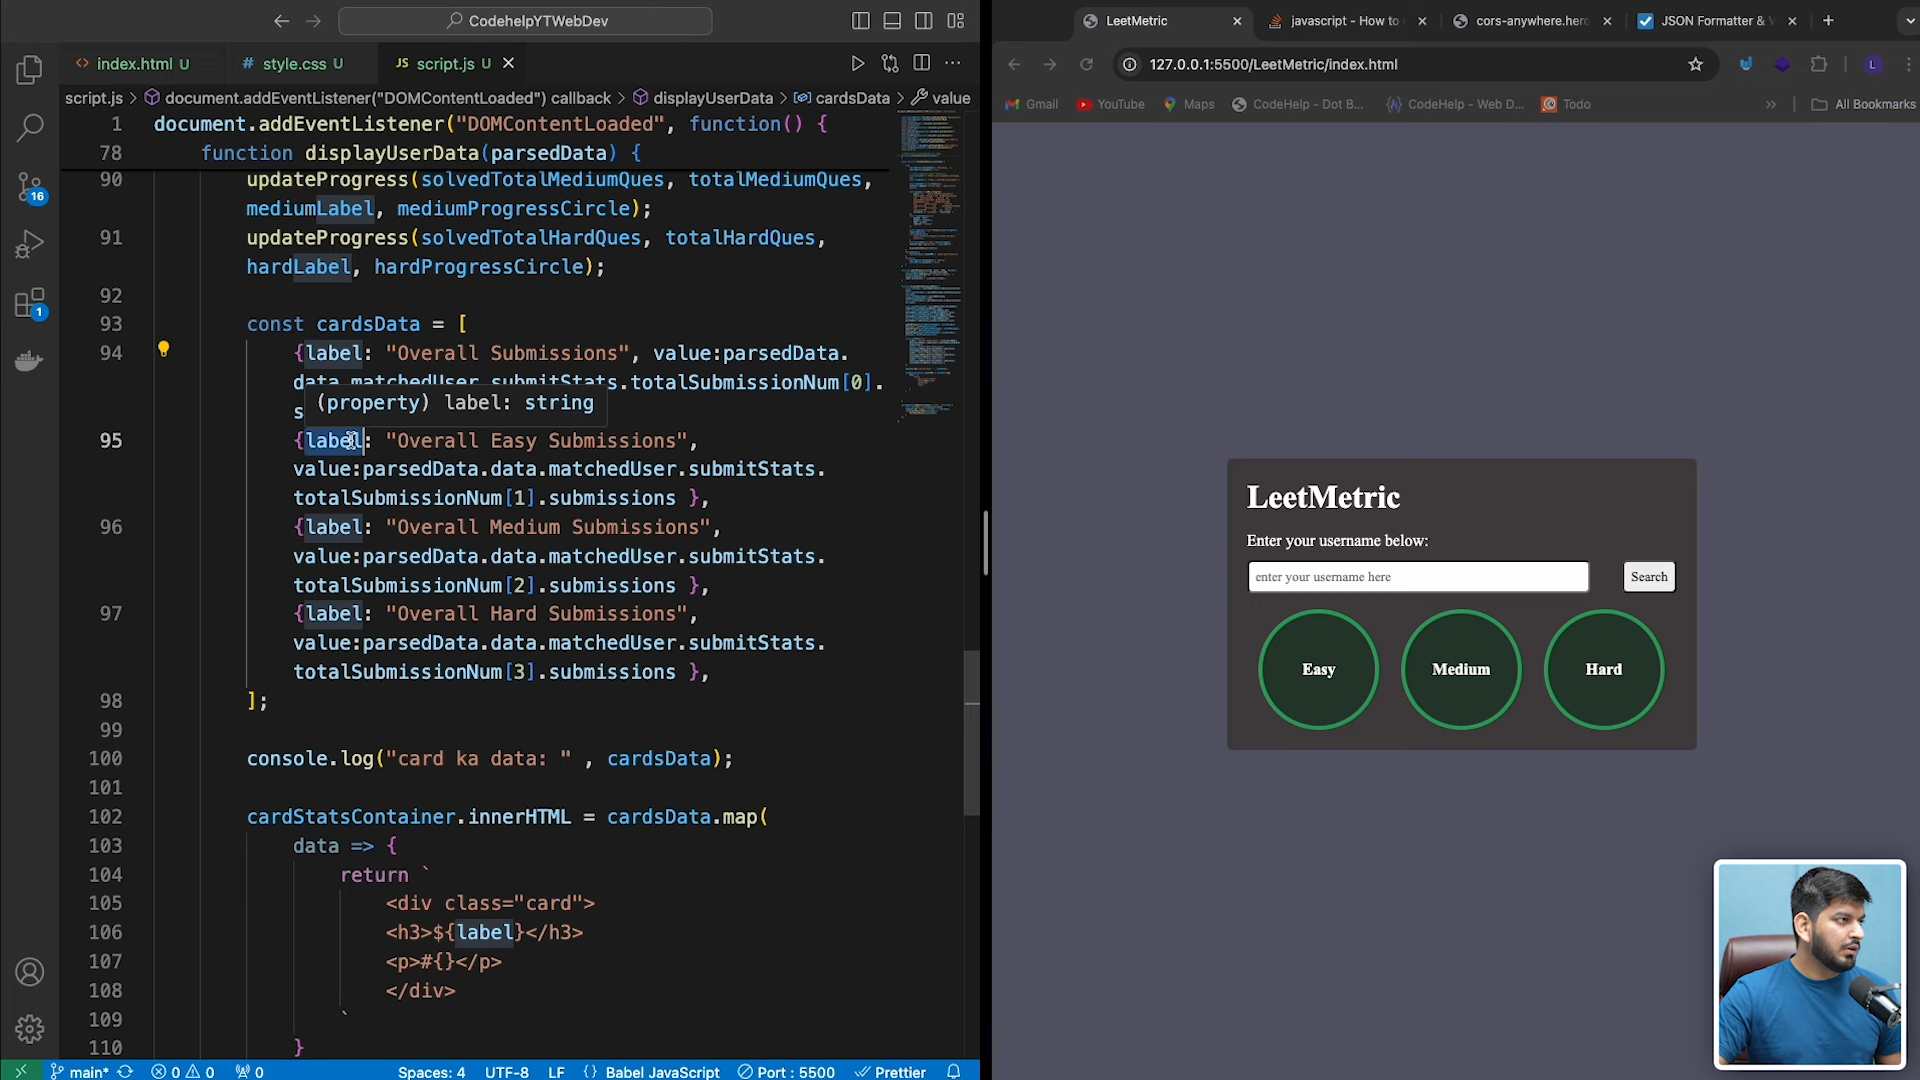 CodehelpYTWebDev
index.html U
# style.css U
JS script.js U
script.js > document.addEventListener("DOMContentLoaded") callback > displayUserData > cardsData > value
1 document.addEventListener("DOMContentLoaded", function() {
78 function displayUserData(parsedData) {
90 updateProgress(solvedTotalMediumQues, totalMediumQues,
mediumLabel, mediumProgressCircle);
91 updateProgress(solvedTotalHardQues, totalHardQues,
hardLabel, hardProgressCircle);
92
93 const cardsData = [
94 {label: "Overall Submissions", value:parsedData.
data.matchedUser.submitStats.totalSubmissionNum[0].
s
(property) label: string
95 {label: "Overall Easy Submissions",
value:parsedData.data.matchedUser.submitStats.
totalSubmissionNum[1].submissions },
96 {label: "Overall Medium Submissions",
value:parsedData.data.matchedUser.submitStats.
totalSubmissionNum[2].submissions },
97 {label: "Overall Hard Submissions",
value:parsedData.data.matchedUser.submitStats.
totalSubmissionNum[3].submissions },
98 ];
99
100 console.log("card ka data: " , cardsData);
101
102 cardStatsContainer.innerHTML = cardsData.map(
103 data => {
104 return `
105 <div class="card">
106 <h3>${label}</h3>
107 <p>#{}</p>
108 </div>
109 `
110 }
16
1
main* 0 0 0 Spaces: 4 UTF-8 LF {} Babel JavaScript Port : 5500 Prettier
LeetMetric
javascript - How to
cors-anywhere.hero
JSON Formatter & V
127.0.0.1:5500/LeetMetric/index.html
L
Gmail YouTube Maps CodeHelp - Dot B... CodeHelp - Web D... Todo » All Bookmarks
LeetMetric
Enter your username below:
enter your username here
Search
Easy Medium Hard